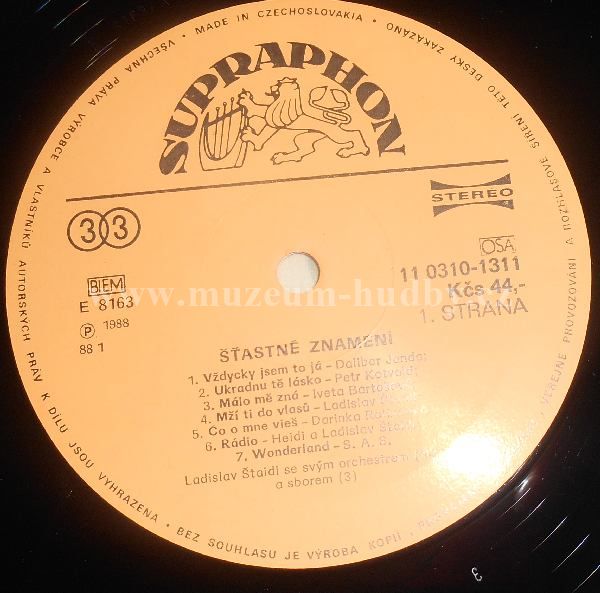 VŠECHNA PRÁVA VÝROBCE A VLASTNÍKŮ AUTORSKÝCH PRÁV K DÍLU JSOU VYHRAZENA • BEZ SOUHLASU JE VÝROBA KOPIÍ,
VEŘEJNÉ PROVOZOVÁNÍ A ROZHLASOVÉ ŠÍŘENÍ TÉTO DESKY ZAKÁZÁNO • MADE IN CZECHOSLOVAKIA •
SUPRAPHON
STEREO
33
OSA
BIEM
11 0310-1311
E 8163
Kčs 44,-
℗ 1988
1. STRANA
88 1
www.muzeum-hudby.cz
ŠŤASTNÉ ZNAMENÍ
1. Vždycky jsem to já - Dalibor Janda;
2. Ukradnu tě lásko - Petr Kotvald;
3. Málo mě zná - Iveta
4. Mží ti do vlasů - Ladislav
5. Čo o mne vieš - Darinka
6. Rádio - Heidi a Ladislav
7. Wonderland - S. A. S.
Ladislav Štaidl se svým orchestrem
a sborem (3)
3